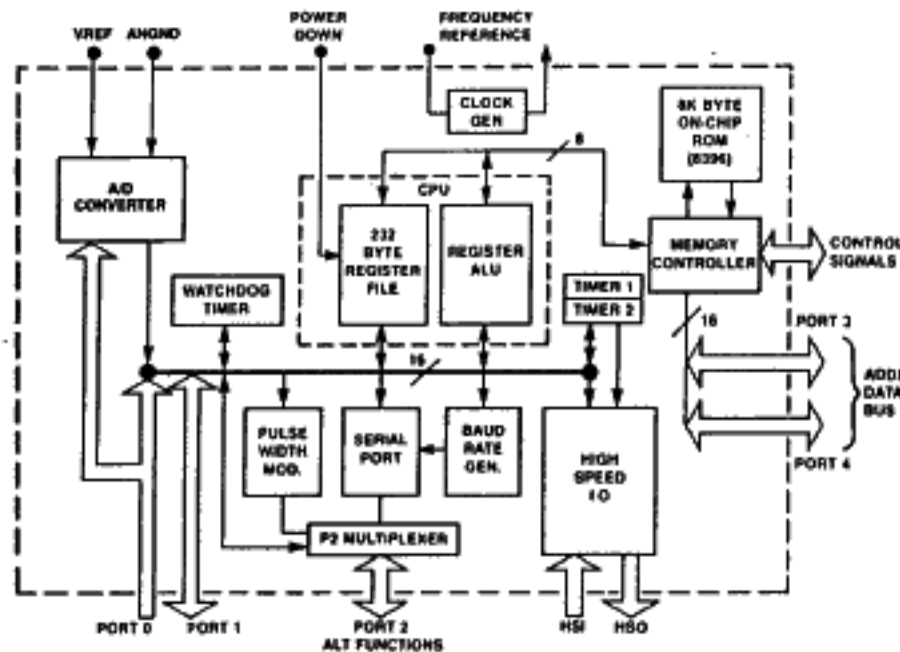 VREF
ANGND
POWER
DOWN
FREQUENCY
REFERENCE
CLOCK
GEN
8K BYTE
ON-CHIP
ROM
(8396)
8
CPU
A/D
CONVERTER
232
BYTE
REGISTER
FILE
REGISTER
ALU
MEMORY
CONTROLLER
CONTROL
SIGNALS
WATCHDOG
TIMER
TIMER 1
TIMER 2
16
16
PORT 3
ADD
DATA
BUS
PORT 4
PULSE
WIDTH
MOD.
SERIAL
PORT
BAUD
RATE
GEN.
HIGH
SPEED
I/O
P2 MULTIPLEXER
PORT 0
PORT 1
PORT 2
ALT FUNCTIONS
HSI
HSO